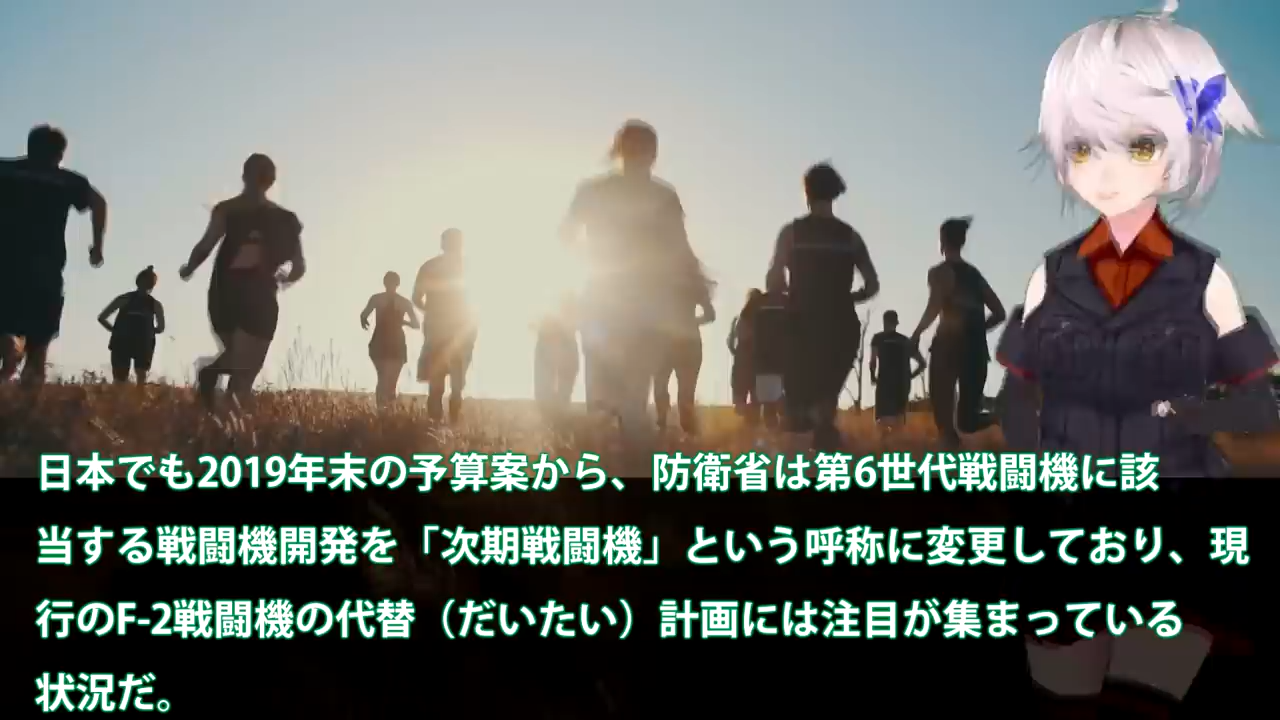 日本でも2019年末の予算案から、防衛省は第6世代戦闘機に該
当する戦闘機開発を「次期戦闘機」という呼称に変更しており、現
行のF-2戦闘機の代替（だいたい）計画には注目が集まっている
状況だ。